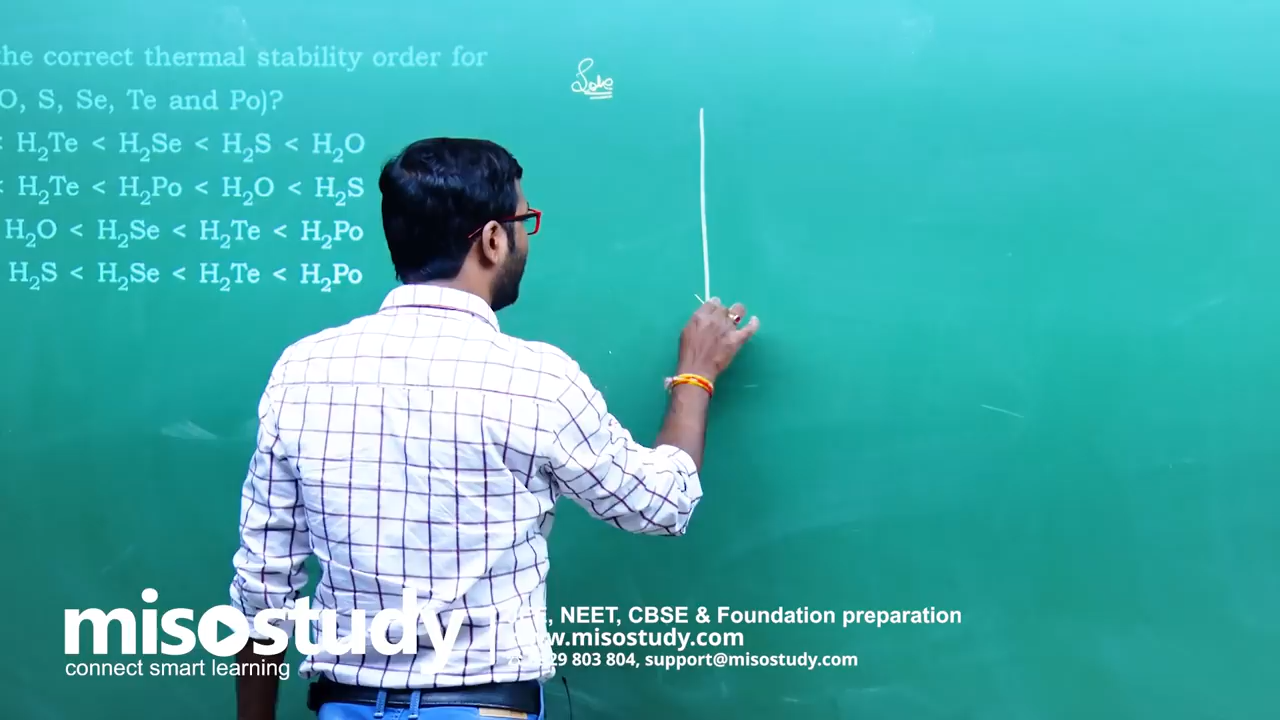 the correct thermal stability order for
O, S, Se, Te and Po)?
< H₂Te < H₂Se < H₂S < H₂O
< H₂Te < H₂Po < H₂O < H₂S
H₂O < H₂Se < H₂Te < H₂Po
H₂S < H₂Se < H₂Te < H₂Po
misostudy
connect smart learning
NEET, CBSE & Foundation preparation
www.misostudy.com
29 803 804, support@misostudy.com